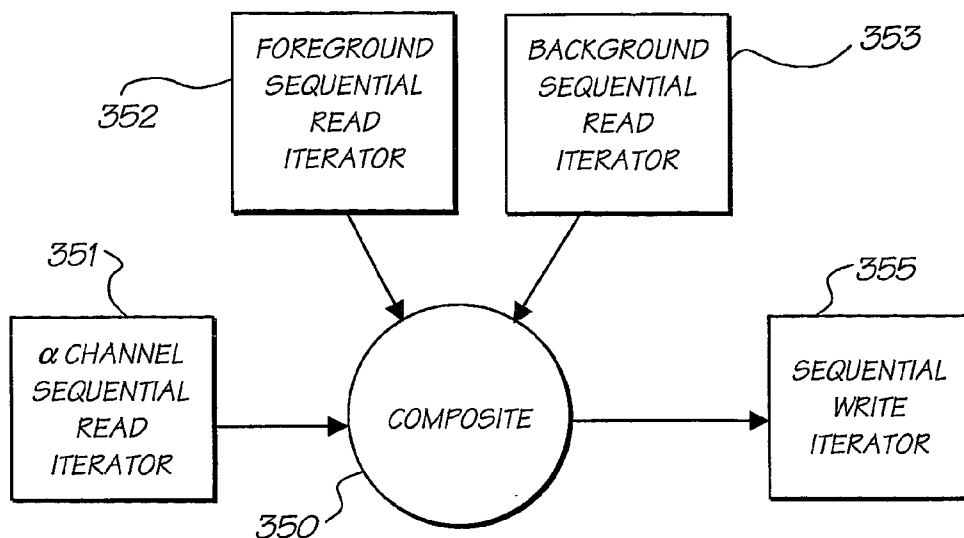 FOREGROUND
SEQUENTIAL
READ
ITERATOR
352
BACKGROUND
SEQUENTIAL
READ
ITERATOR
353
351
α CHANNEL
SEQUENTIAL
READ
ITERATOR
COMPOSITE
350
355
SEQUENTIAL
WRITE
ITERATOR